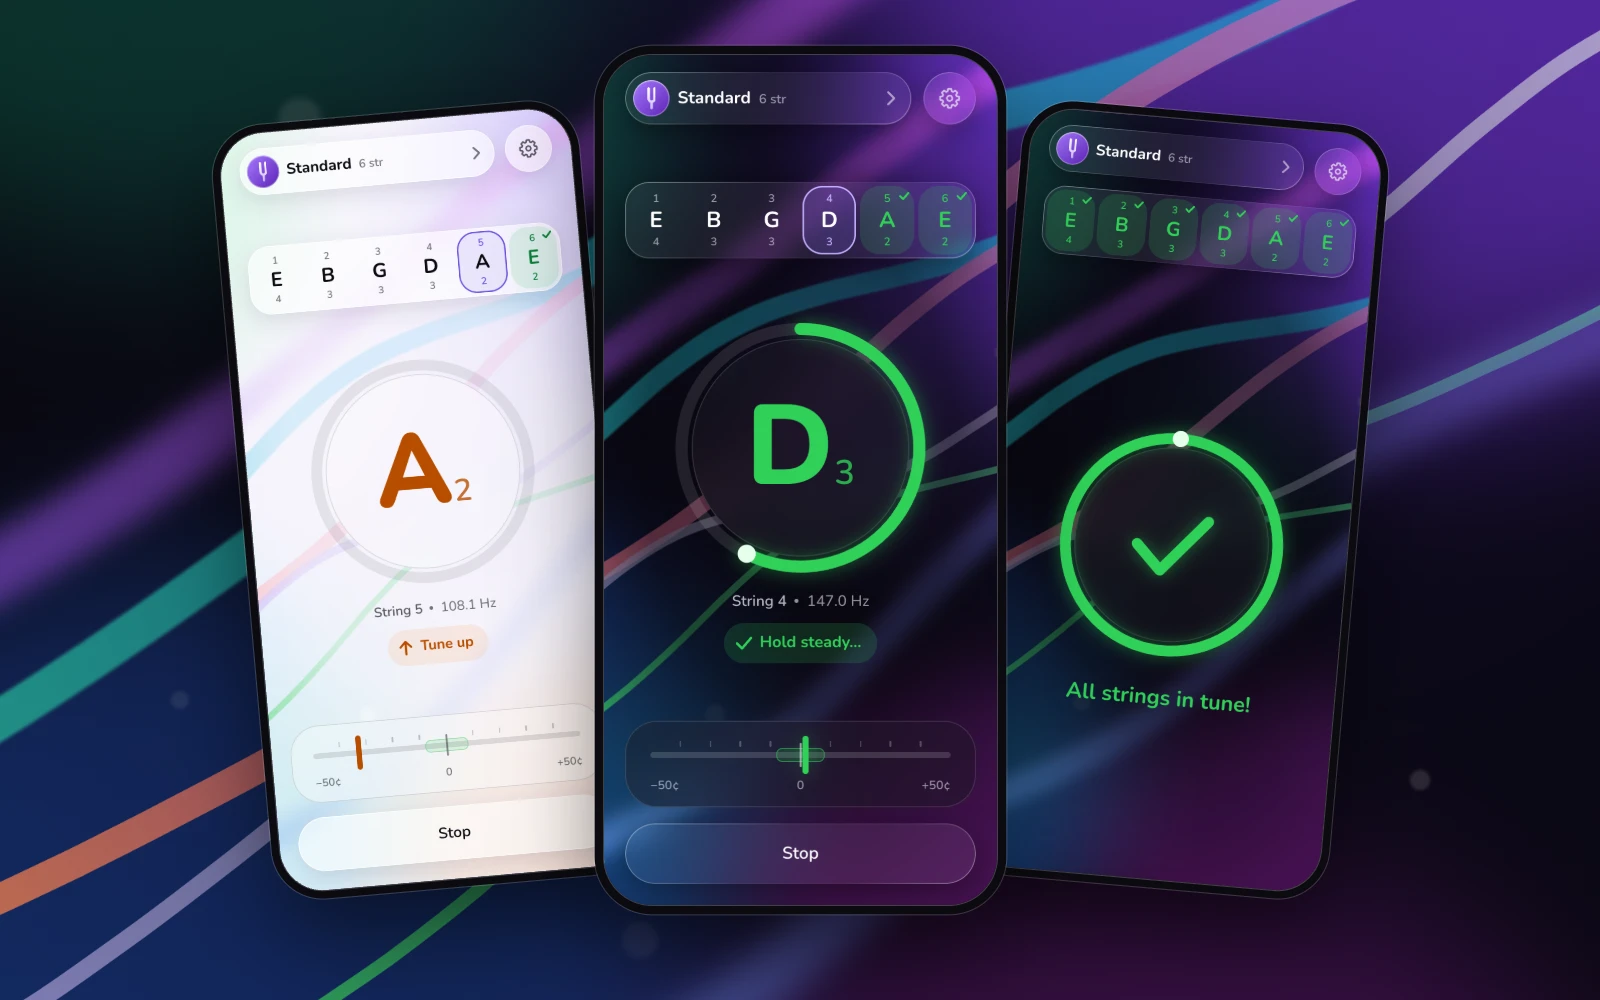 Standard 6 str
1 2 3 4 5 6
E B G D A E
4 3 3 3 2 2
A2
String 5 • 108.1 Hz
Tune up
−50¢ 0 +50¢
Stop
Standard 6 str
1 2 3 4 5 6
E B G D A E
4 3 3 3 2 2
D3
String 4 • 147.0 Hz
Hold steady...
−50¢ 0 +50¢
Stop
Standard 6 str
1 2 3 4 5 6
E B G D A E
4 3 3 3 2 2
All strings in tune!